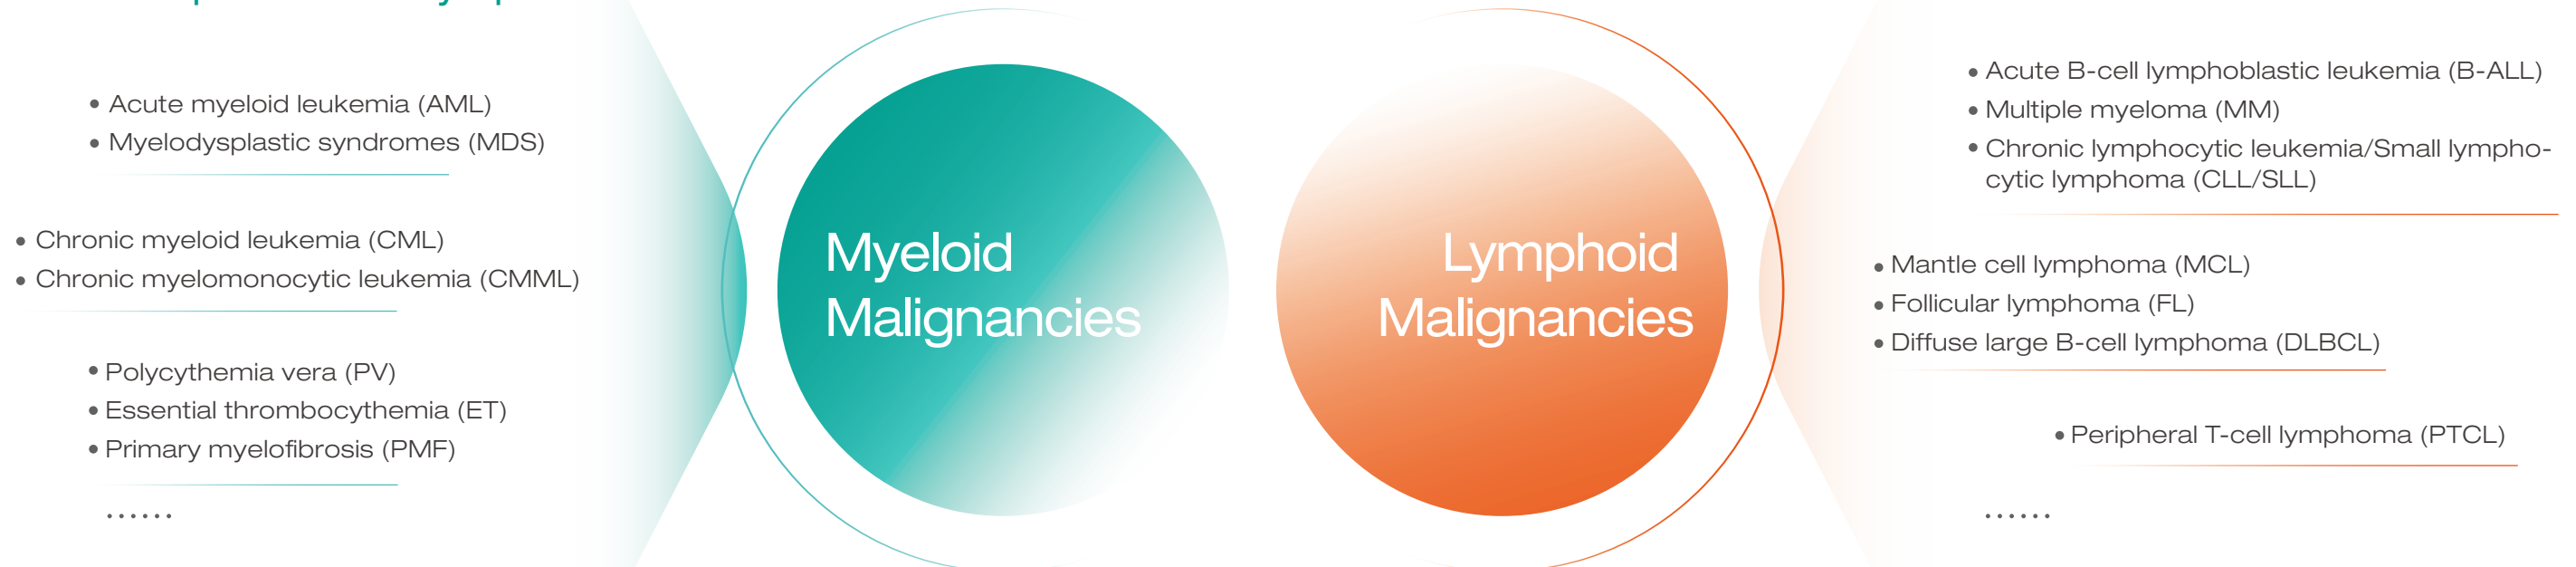 • Acute myeloid leukemia (AML)
• Myelodysplastic syndromes (MDS)
• Chronic myeloid leukemia (CML)
• Chronic myelomonocytic leukemia (CMML)
• Polycythemia vera (PV)
• Essential thrombocythemia (ET)
• Primary myelofibrosis (PMF)
......
Myeloid
Malignancies
Lymphoid
Malignancies
• Acute B-cell lymphoblastic leukemia (B-ALL)
• Multiple myeloma (MM)
• Chronic lymphocytic leukemia/Small lympho-
cytic lymphoma (CLL/SLL)
• Mantle cell lymphoma (MCL)
• Follicular lymphoma (FL)
• Diffuse large B-cell lymphoma (DLBCL)
• Peripheral T-cell lymphoma (PTCL)
......